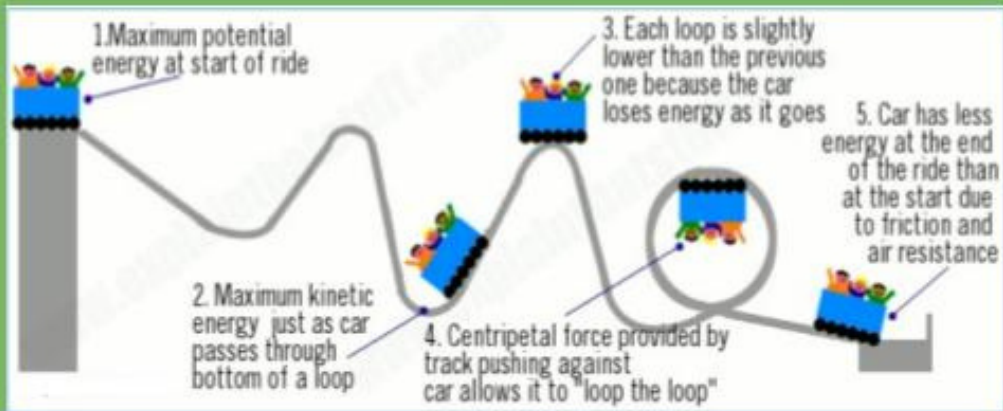 1.Maximum potential
energy at start of ride
3. Each loop is slightly
lower than the previous
one because the car
loses energy as it goes
5. Car has less
energy at the end
of the ride than
at the start due
to friction and
air resistance
2. Maximum kinetic
energy just as car
passes through
bottom of a loop
4. Centripetal force provided by
track pushing against
car allows it to "loop the loop"